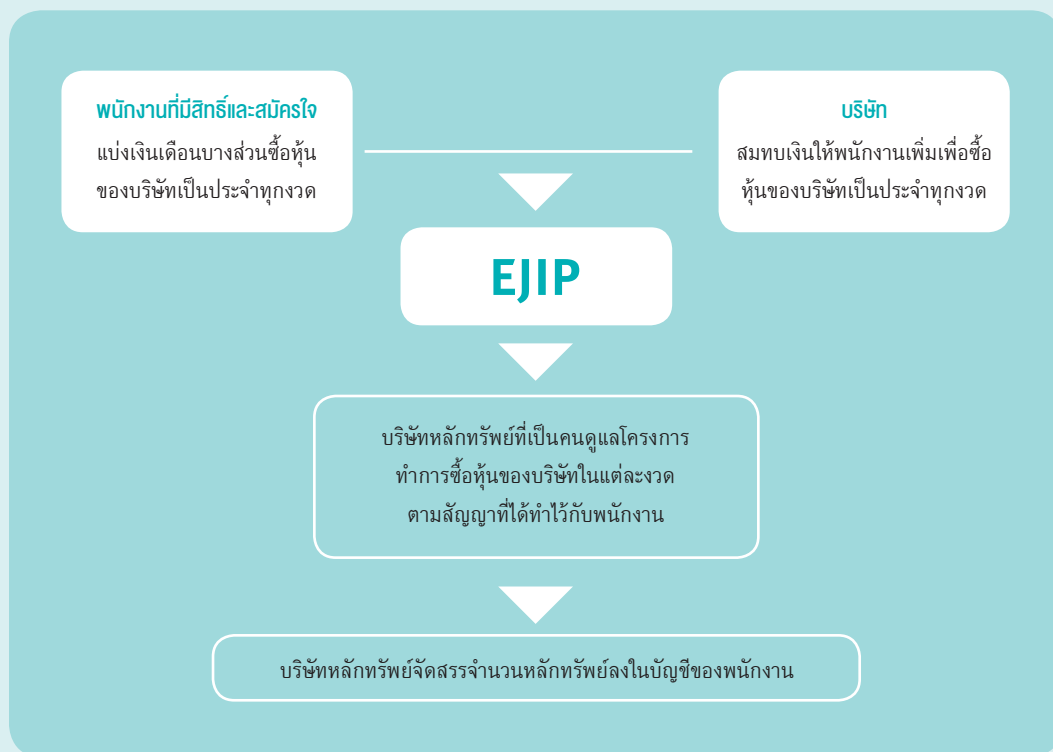 พนักงานที่มีสิทธิ์และสมัครใจ
แบ่งเงินเดือนบางส่วนซื้อหุ้น
ของบริษัทเป็นประจำทุกงวด
บริษัท
สมทบเงินให้พนักงานเพิ่มเพื่อซื้อ
หุ้นของบริษัทเป็นประจำทุกงวด
EJIP
บริษัทหลักทรัพย์ที่เป็นคนดูแลโครงการ
ทำการซื้อหุ้นของบริษัทในแต่ละงวด
ตามสัญญาที่ได้ทำไว้กับพนักงาน
บริษัทหลักทรัพย์จัดสรรจำนวนหลักทรัพย์ลงในบัญชีของพนักงาน